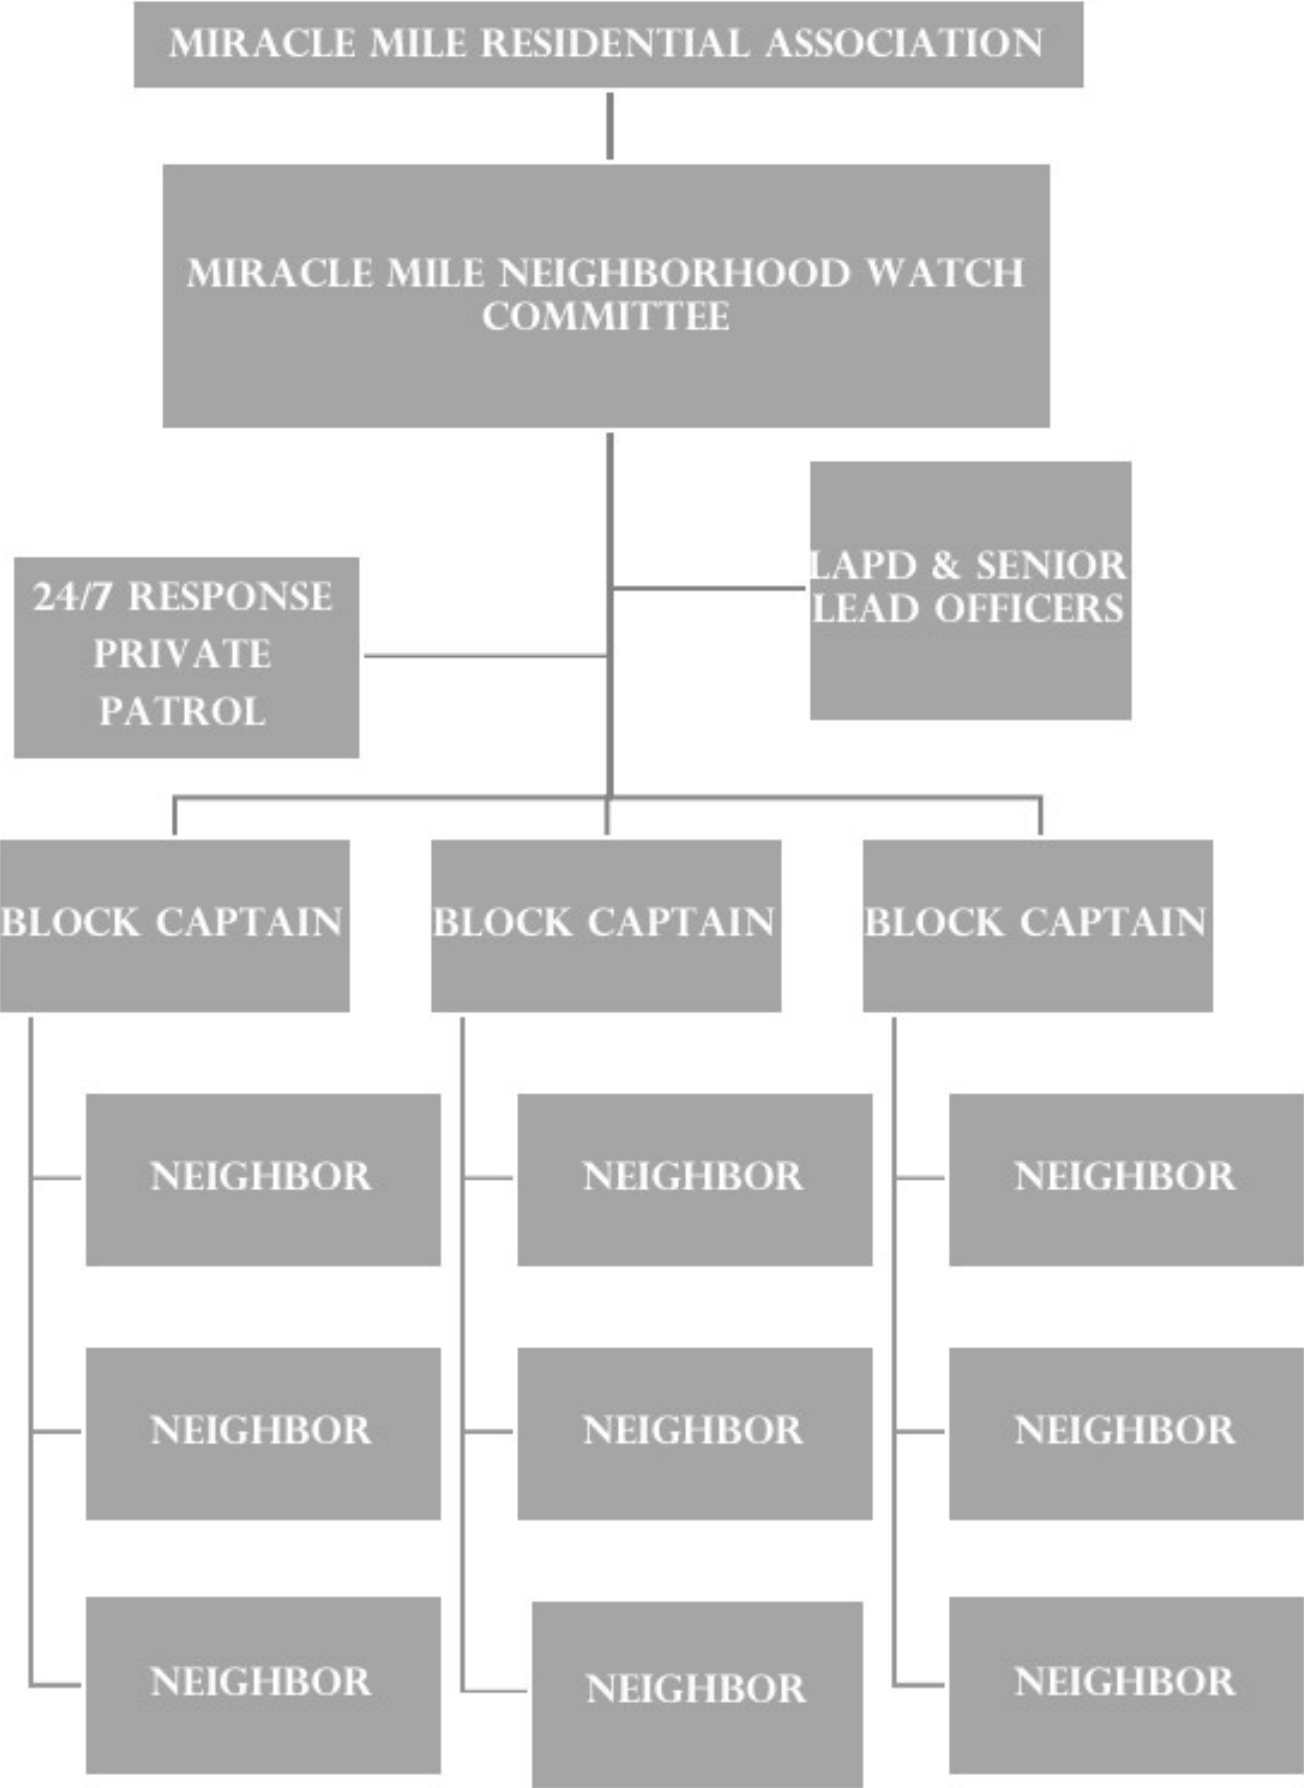 MIRACLE MILE RESIDENTIAL ASSOCIATION
MIRACLE MILE NEIGHBORHOOD WATCH
COMMITTEE
LAPD & SENIOR
LEAD OFFICERS
24/7 RESPONSE
PRIVATE
PATROL
BLOCK CAPTAIN
BLOCK CAPTAIN
BLOCK CAPTAIN
NEIGHBOR
NEIGHBOR
NEIGHBOR
NEIGHBOR
NEIGHBOR
NEIGHBOR
NEIGHBOR
NEIGHBOR
NEIGHBOR